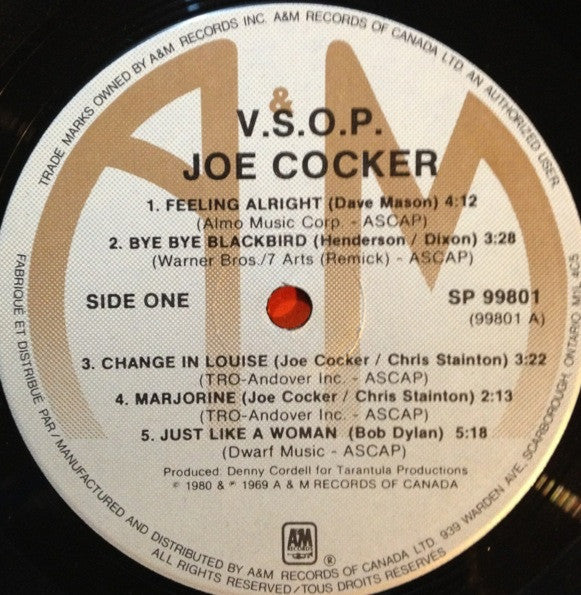 TRADE MARKS OWNED BY A&M RECORDS INC. A&M RECORDS OF CANADA LTD. AN AUTHORIZED USER
A&M
V.S.O.P.
JOE COCKER
1. FEELING ALRIGHT (Dave Mason) 4:12
(Almo Music Corp. - ASCAP)
2. BYE BYE BLACKBIRD (Henderson / Dixon) 3:28
(Warner Bros./7 Arts (Remick) - ASCAP)
SIDE ONE
SP 99801
(99801 A)
3. CHANGE IN LOUISE (Joe Cocker / Chris Stainton) 3:22
(TRO-Andover Inc. - ASCAP)
4. MARJORINE (Joe Cocker / Chris Stainton) 2:13
(TRO-Andover Inc. - ASCAP)
5. JUST LIKE A WOMAN (Bob Dylan) 5:18
(Dwarf Music - ASCAP)
Produced: Denny Cordell for Tarantula Productions
© 1980 & ℗ 1969 A & M RECORDS OF CANADA
A&M
®
FABRIQUÉ ET DISTRIBUÉ PAR / MANUFACTURED AND DISTRIBUTED BY A&M RECORDS OF CANADA LTD. 939 WARDEN AVE, SCARBOROUGH, ONTARIO M1L 4C5
ALL RIGHTS RESERVED/TOUS DROITS RESERVÉS